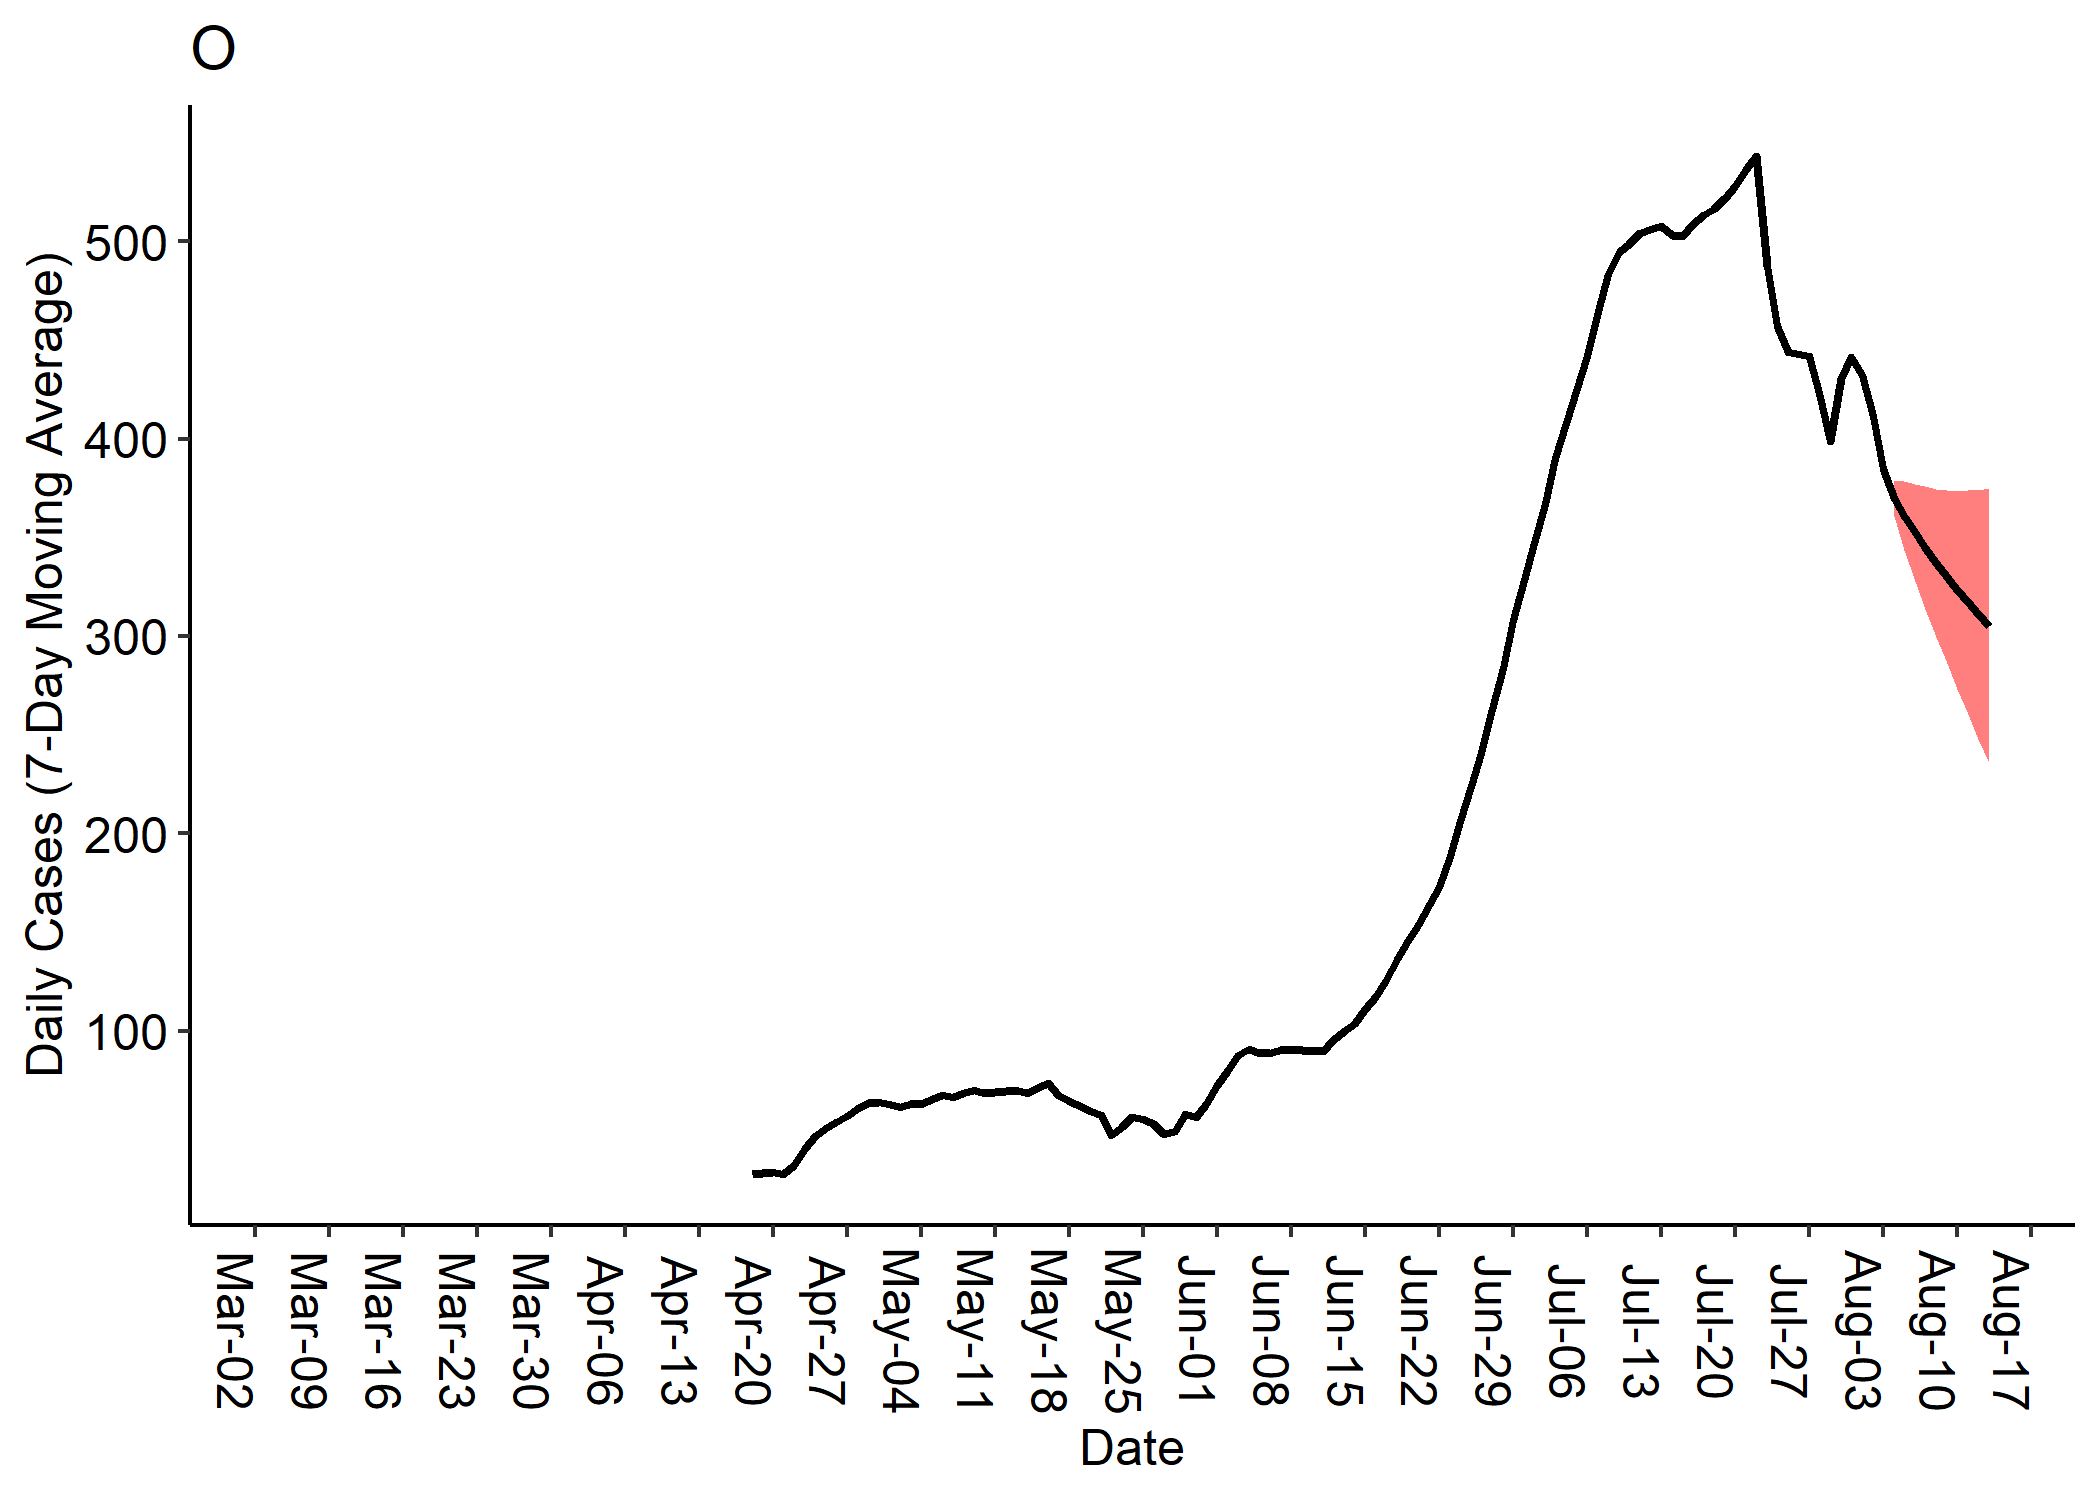 O
Daily Cases (7-Day Moving Average)
500
400
300
200
100
Mar-02
Mar-09
Mar-16
Mar-23
Mar-30
Apr-06
Apr-13
Apr-20
Apr-27
May-04
May-11
May-18
May-25
Jun-01
Jun-08
Jun-15
Jun-22
Jun-29
Jul-06
Jul-13
Jul-20
Jul-27
Aug-03
Aug-10
Aug-17
Date